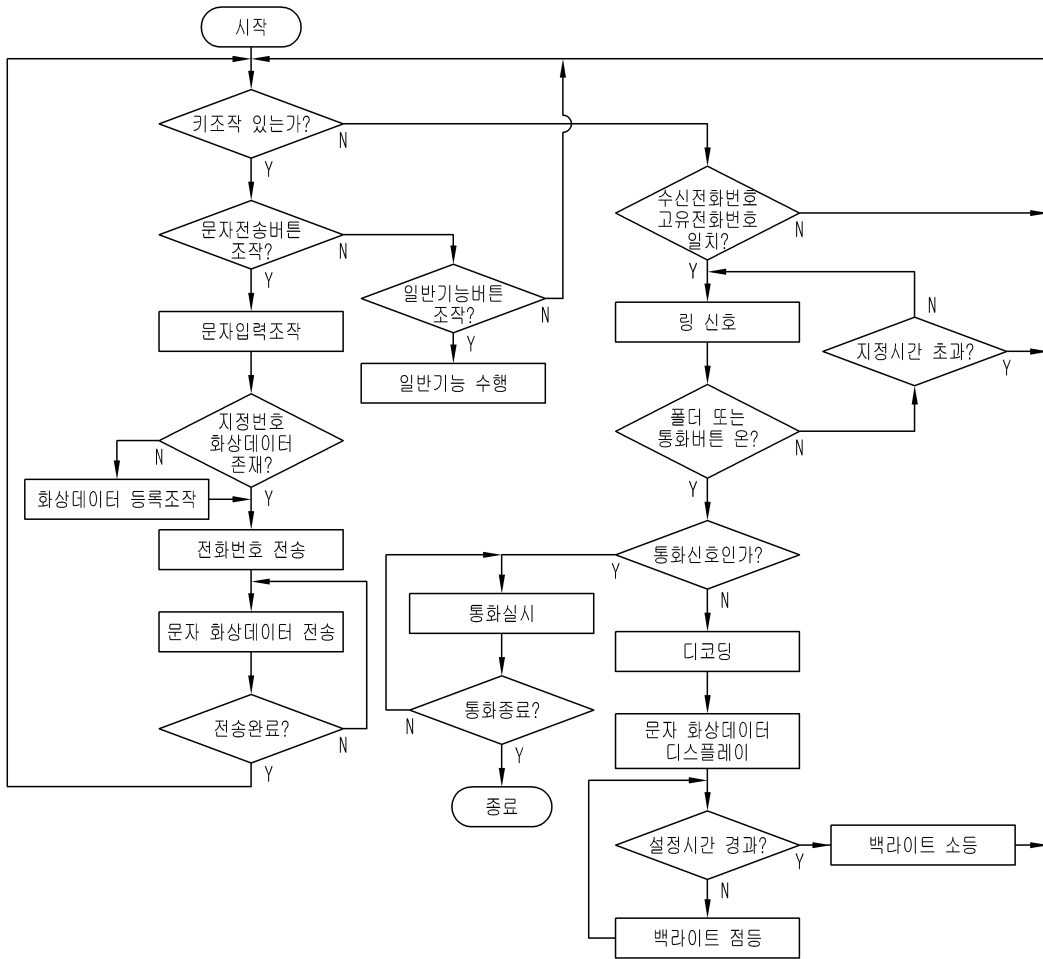 시작
키조작 있는가?
N
Y
문자전송버튼
조작?
N
Y
일반기능버튼
조작?
N
Y
일반기능 수행
문자입력조작
지정번호
화상데이터
존재?
N
Y
화상데이터 등록조작
전화번호 전송
문자 화상데이터 전송
전송완료?
N
Y
수신전화번호
고유전화번호
일치?
N
Y
링 신호
지정시간 초과?
N
Y
폴더 또는
통화버튼 온?
N
Y
통화신호인가?
Y
N
통화실시
통화종료?
N
Y
종료
디코딩
문자 화상데이터
디스플레이
설정시간 경과?
Y
N
백라이트 소등
백라이트 점등